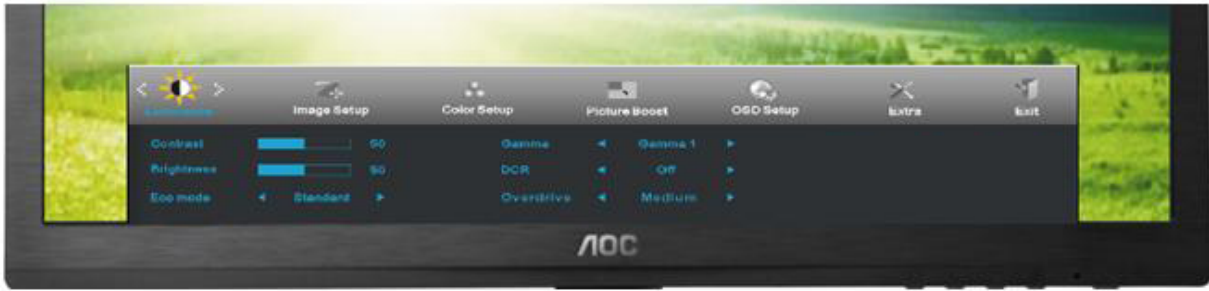 Luminance
Image Setup
Color Setup
Picture Boost
OSD Setup
Extra
Exit
Contrast 50 Gamma Gamma 1
Brightness 50 DCR Off
Eco mode Standard Overdrive Medium
AOC